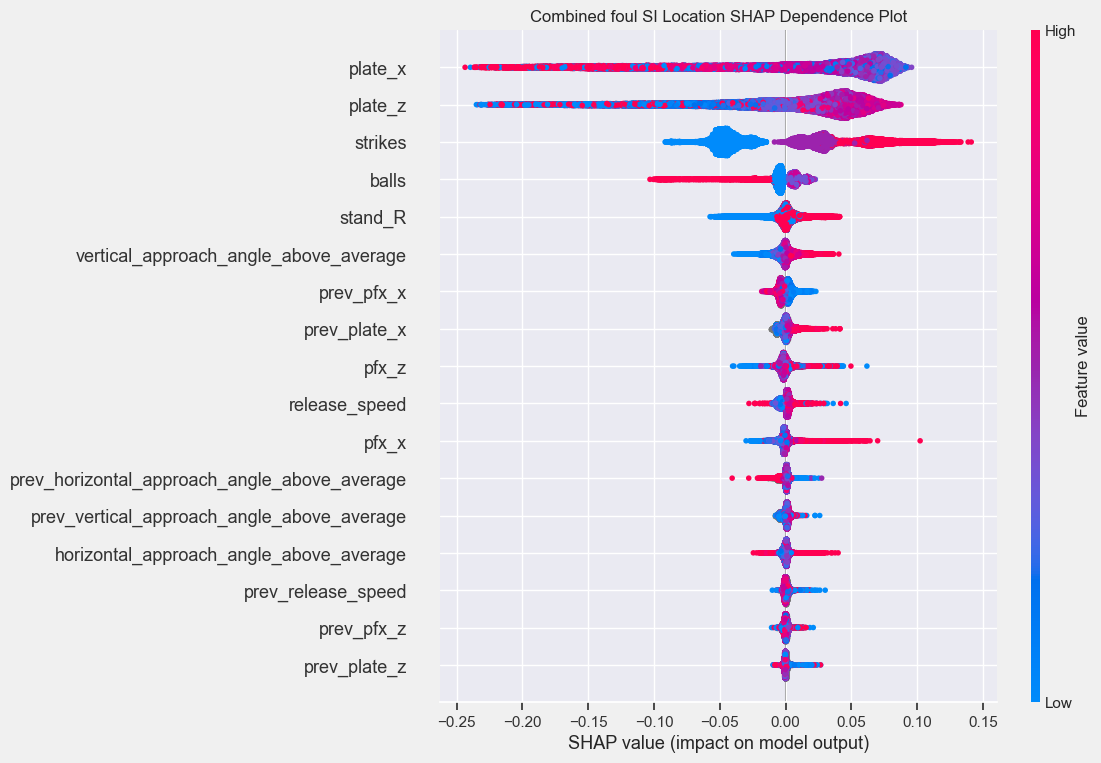 Combined foul SI Location SHAP Dependence Plot
High
plate_x
plate_z
strikes
balls
stand_R
vertical_approach_angle_above_average
prev_pfx_x
prev_plate_x
pfx_z
release_speed
pfx_x
prev_horizontal_approach_angle_above_average
prev_vertical_approach_angle_above_average
horizontal_approach_angle_above_average
prev_release_speed
prev_pfx_z
prev_plate_z
Feature value
Low
−0.25 −0.20 −0.15 −0.10 −0.05 0.00 0.05 0.10 0.15
SHAP value (impact on model output)